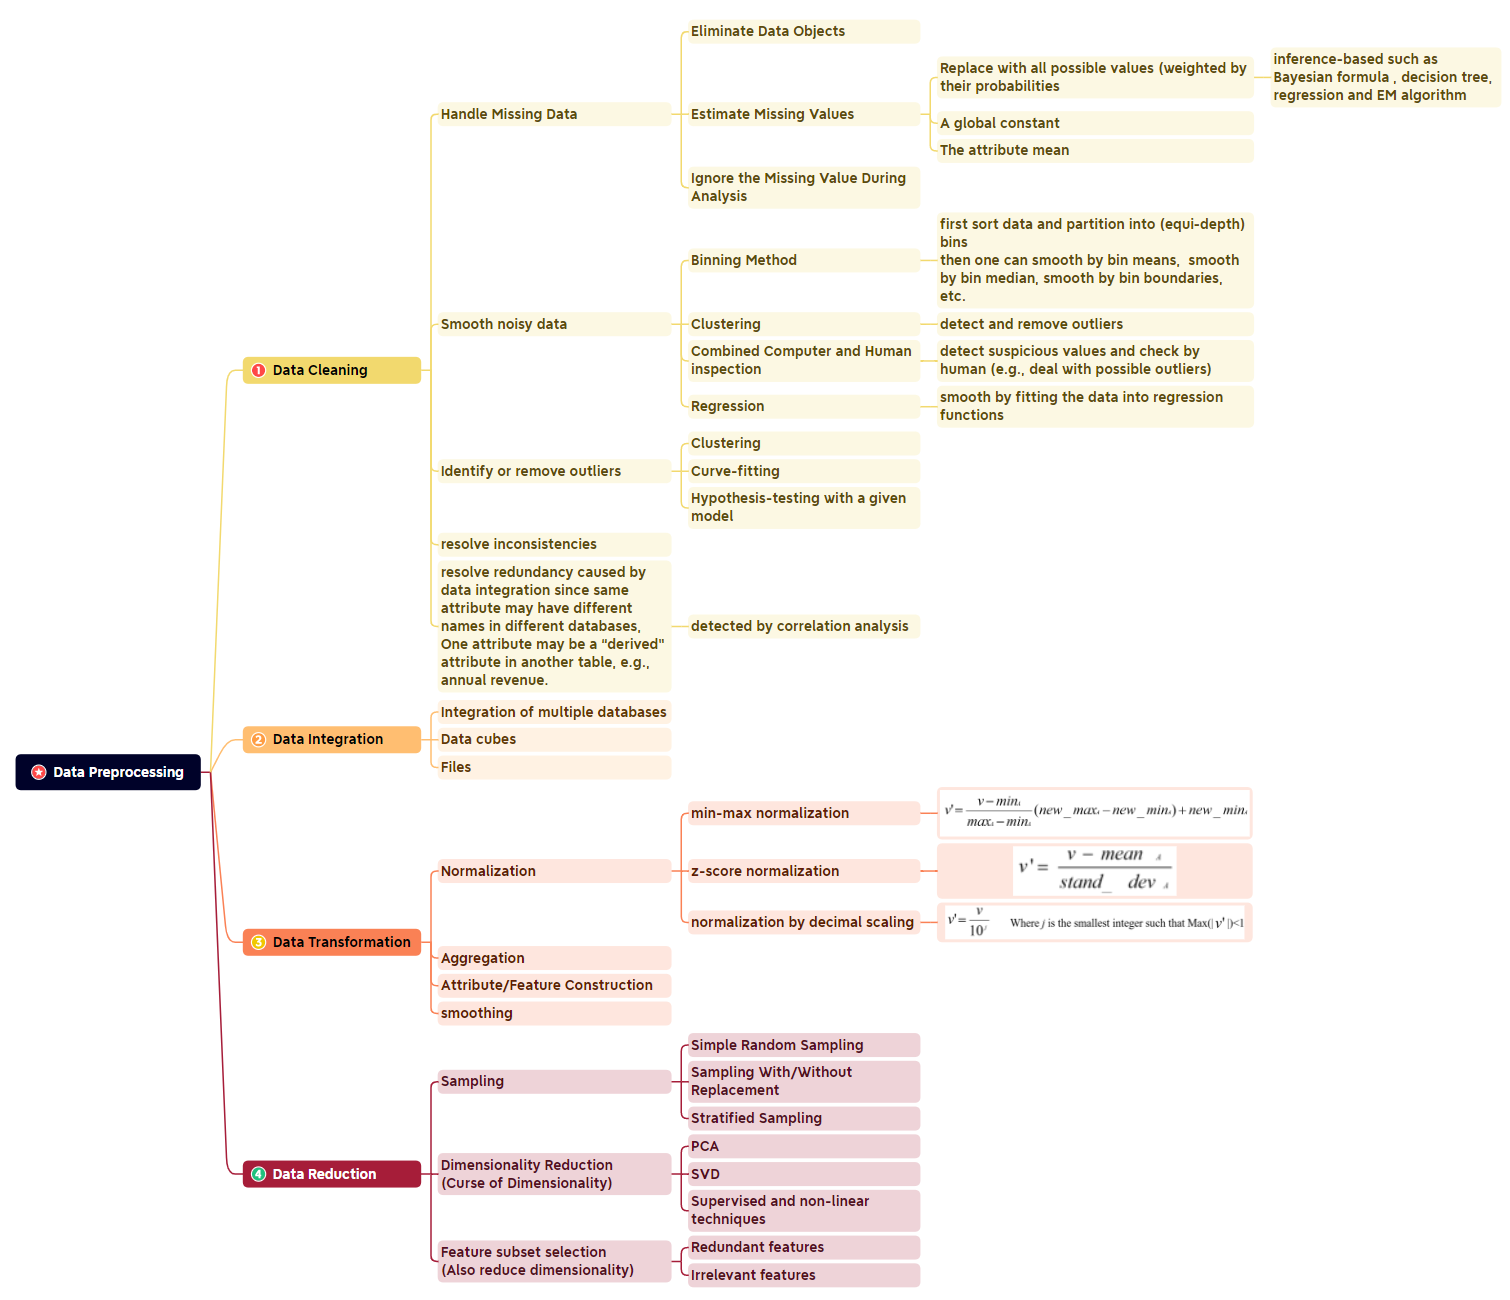 Data Preprocessing
1 Data Cleaning
Handle Missing Data
Eliminate Data Objects
Estimate Missing Values
Replace with all possible values (weighted by
their probabilities
inference-based such as
Bayesian formula , decision tree,
regression and EM algorithm
A global constant
The attribute mean
Ignore the Missing Value During
Analysis
Smooth noisy data
Binning Method
first sort data and partition into (equi-depth)
bins
then one can smooth by bin means,  smooth
by bin median, smooth by bin boundaries,
etc.
Clustering
detect and remove outliers
Combined Computer and Human
inspection
detect suspicious values and check by
human (e.g., deal with possible outliers)
Regression
smooth by fitting the data into regression
functions
Identify or remove outliers
Clustering
Curve-fitting
Hypothesis-testing with a given
model
resolve inconsistencies
resolve redundancy caused by
data integration since same
attribute may have different
names in different databases,
One attribute may be a "derived"
attribute in another table, e.g.,
annual revenue.
detected by correlation analysis
2 Data Integration
Integration of multiple databases
Data cubes
Files
3 Data Transformation
Normalization
min-max normalization
v' = (v − min_A) / (max_A − min_A) (new_max_A − new_min_A) + new_min_A
z-score normalization
v' = (v − mean_A) / (stand_dev_A)
normalization by decimal scaling
v' = v / 10^j Where j is the smallest integer such that Max(| v' |)<1
Aggregation
Attribute/Feature Construction
smoothing
4 Data Reduction
Sampling
Simple Random Sampling
Sampling With/Without
Replacement
Stratified Sampling
Dimensionality Reduction
(Curse of Dimensionality)
PCA
SVD
Supervised and non-linear
techniques
Feature subset selection
(Also reduce dimensionality)
Redundant features
Irrelevant features